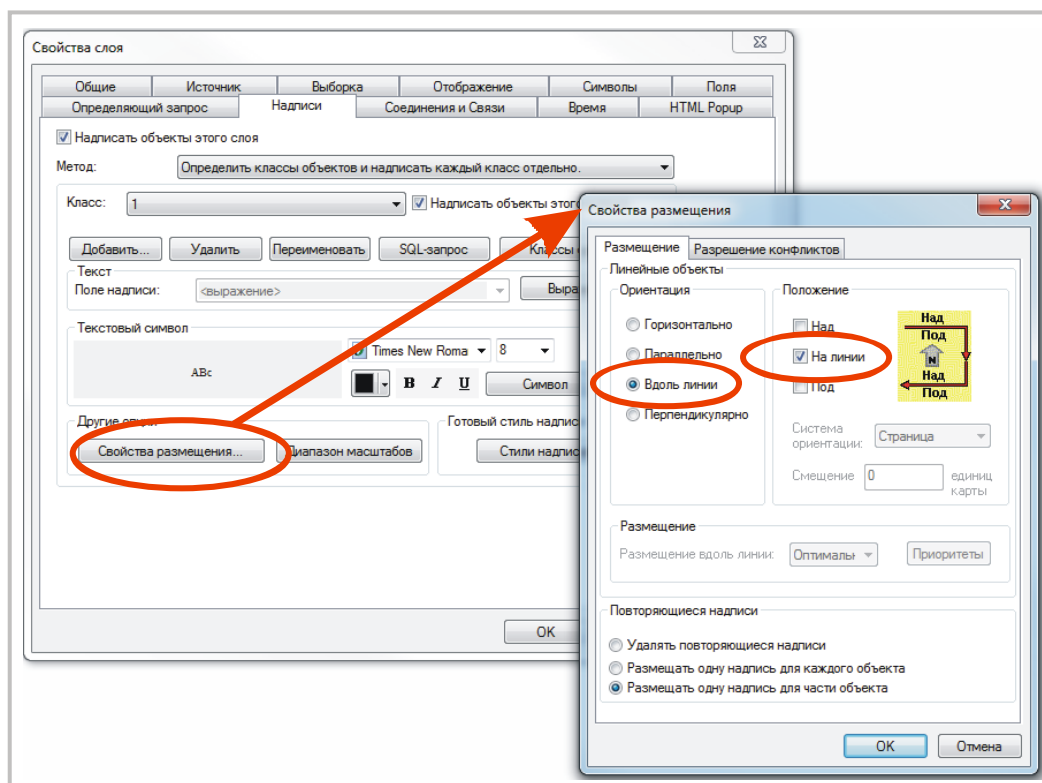 Свойства слоя
Общие Источник Выборка Отображение Символы Поля
Определяющий запрос Надписи Соединения и Связи Время HTML Popup
Надписать объекты этого слоя
Метод: Определить классы объектов и надписать каждый класс отдельно.
Класс: 1 Надписать объекты этого
Добавить... Удалить Переименовать SQL-запрос
Текст
Поле надписи: <выражение>
Текстовый символ
Times New Roma 8
ABc
B I U Символ
Другие опции Готовый стиль
Свойства размещения... Диапазон масштабов Стили
OK
Свойства размещения
Размещение Разрешение конфликтов
Линейные объекты
Ориентация
Горизонтально
Параллельно
Вдоль линии
Перпендикулярно
Положение
Над
На линии
Под
Над
Под
N
Над
Под
Система ориентации: Страница
Смещение 0 единиц карты
Размещение
Размещение вдоль линии: Приоритеты
Повторяющиеся надписи
Удалять повторяющиеся надписи
Размещать одну надпись для каждого объекта
Размещать одну надпись для части объекта
OK Отмена